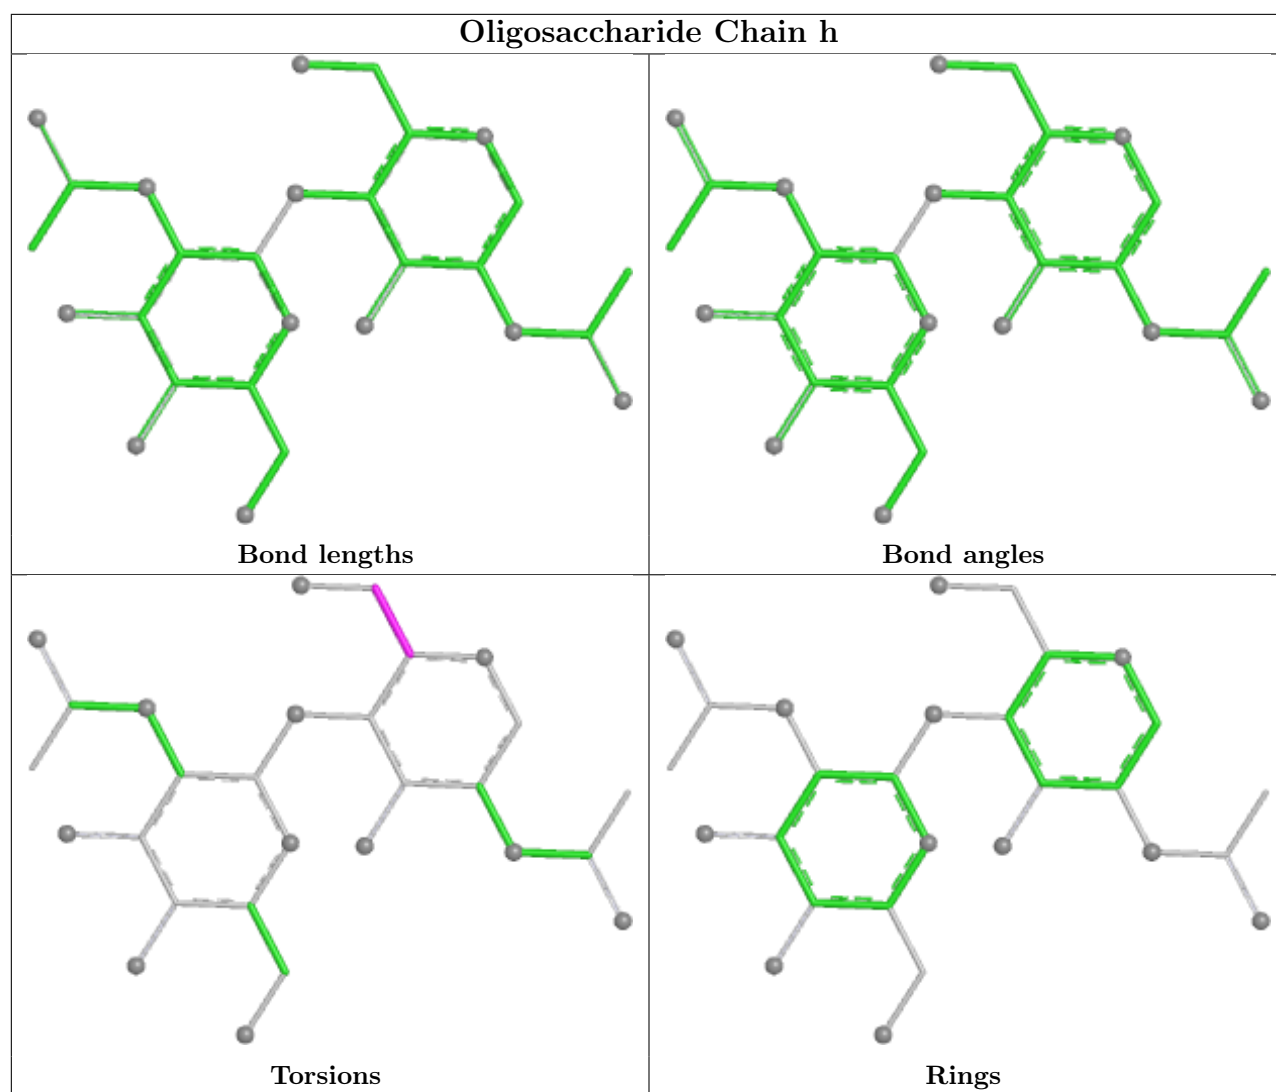 Oligosaccharide Chain h
Bond lengths
Bond angles
Torsions
Rings